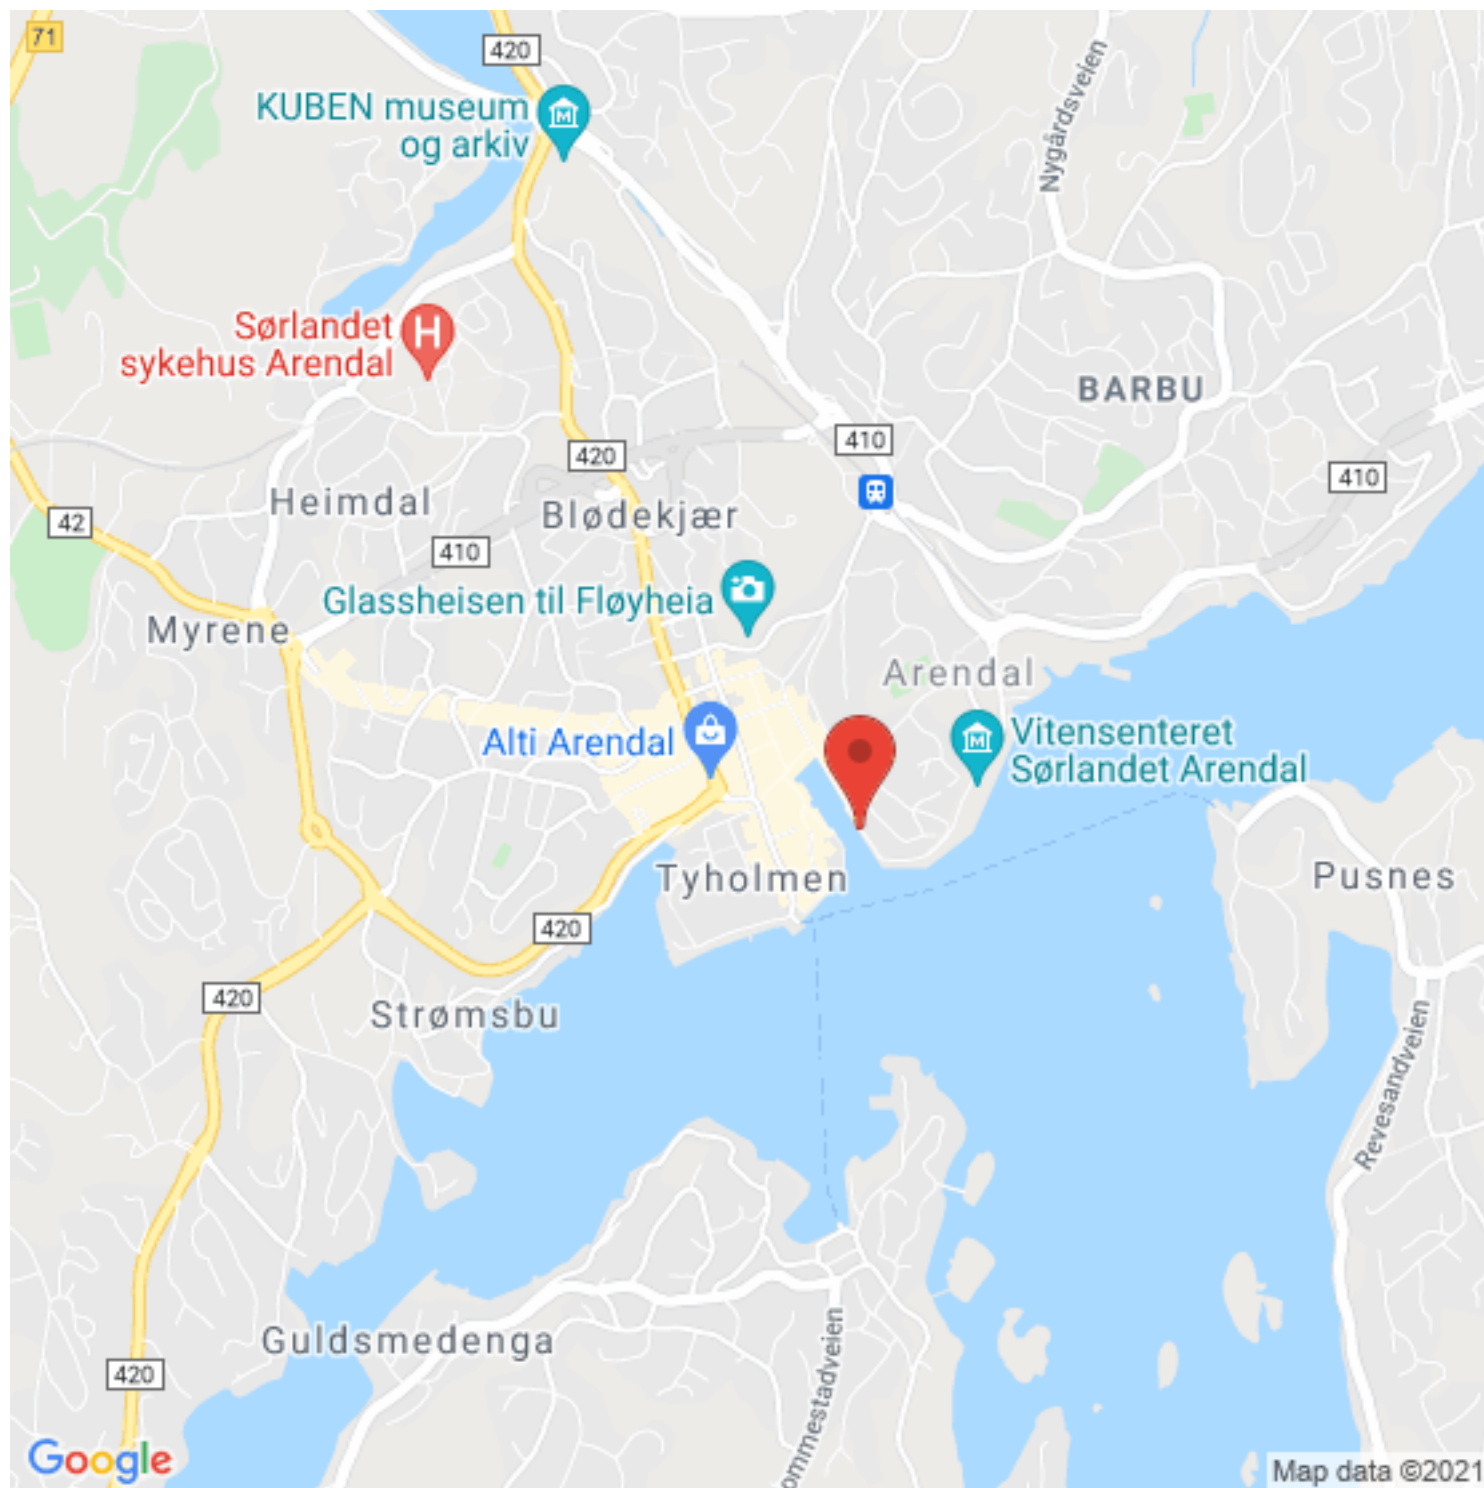 71
420
Nygårdsveien
KUBEN museum
og arkiv
Sørlandet
sykehus Arendal
BARBU
410
420
410
Heimdal
42
Blødekjær
410
Glassheisen til Fløyheia
Myrene
Arendal
Alti Arendal
Vitensenteret
Sørlandet Arendal
Tyholmen
Pusnes
420
420
Strømsbu
Revesandveien
Guldsmedenga
420
ommestadveien
Google
Map data ©2021